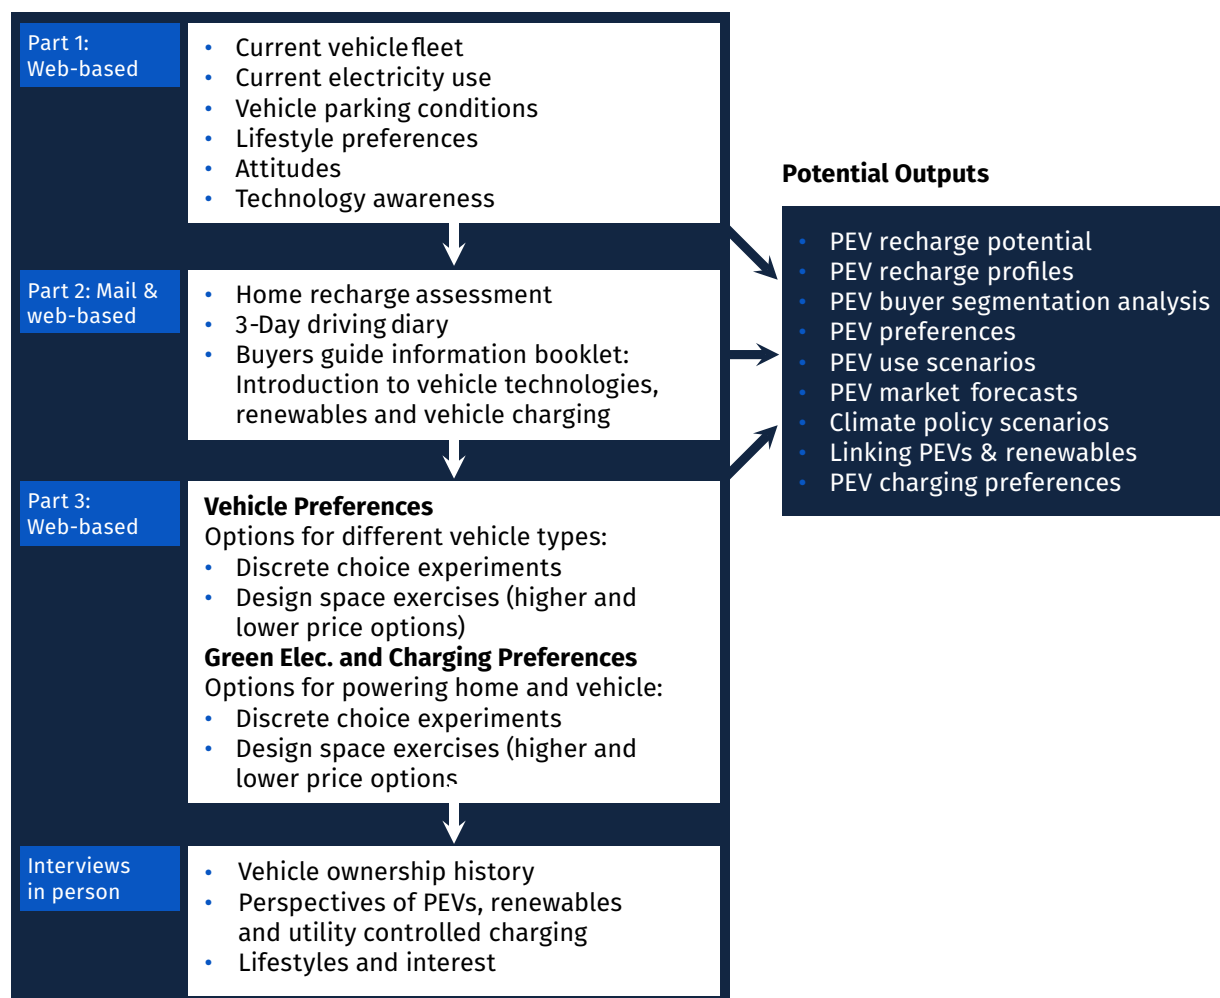 Part 1:
Web-based
• Current vehicle fleet
• Current electricity use
• Vehicle parking conditions
• Lifestyle preferences
• Attitudes
• Technology awareness
Part 2: Mail &
web-based
• Home recharge assessment
• 3-Day driving diary
• Buyers guide information booklet:
Introduction to vehicle technologies,
renewables and vehicle charging
Part 3:
Web-based
Vehicle Preferences
Options for different vehicle types:
• Discrete choice experiments
• Design space exercises (higher and
lower price options)
Green Elec. and Charging Preferences
Options for powering home and vehicle:
• Discrete choice experiments
• Design space exercises (higher and
lower price options
Interviews
in person
• Vehicle ownership history
• Perspectives of PEVs, renewables
and utility controlled charging
• Lifestyles and interest
Potential Outputs
• PEV recharge potential
• PEV recharge profiles
• PEV buyer segmentation analysis
• PEV preferences
• PEV use scenarios
• PEV market forecasts
• Climate policy scenarios
• Linking PEVs & renewables
• PEV charging preferences